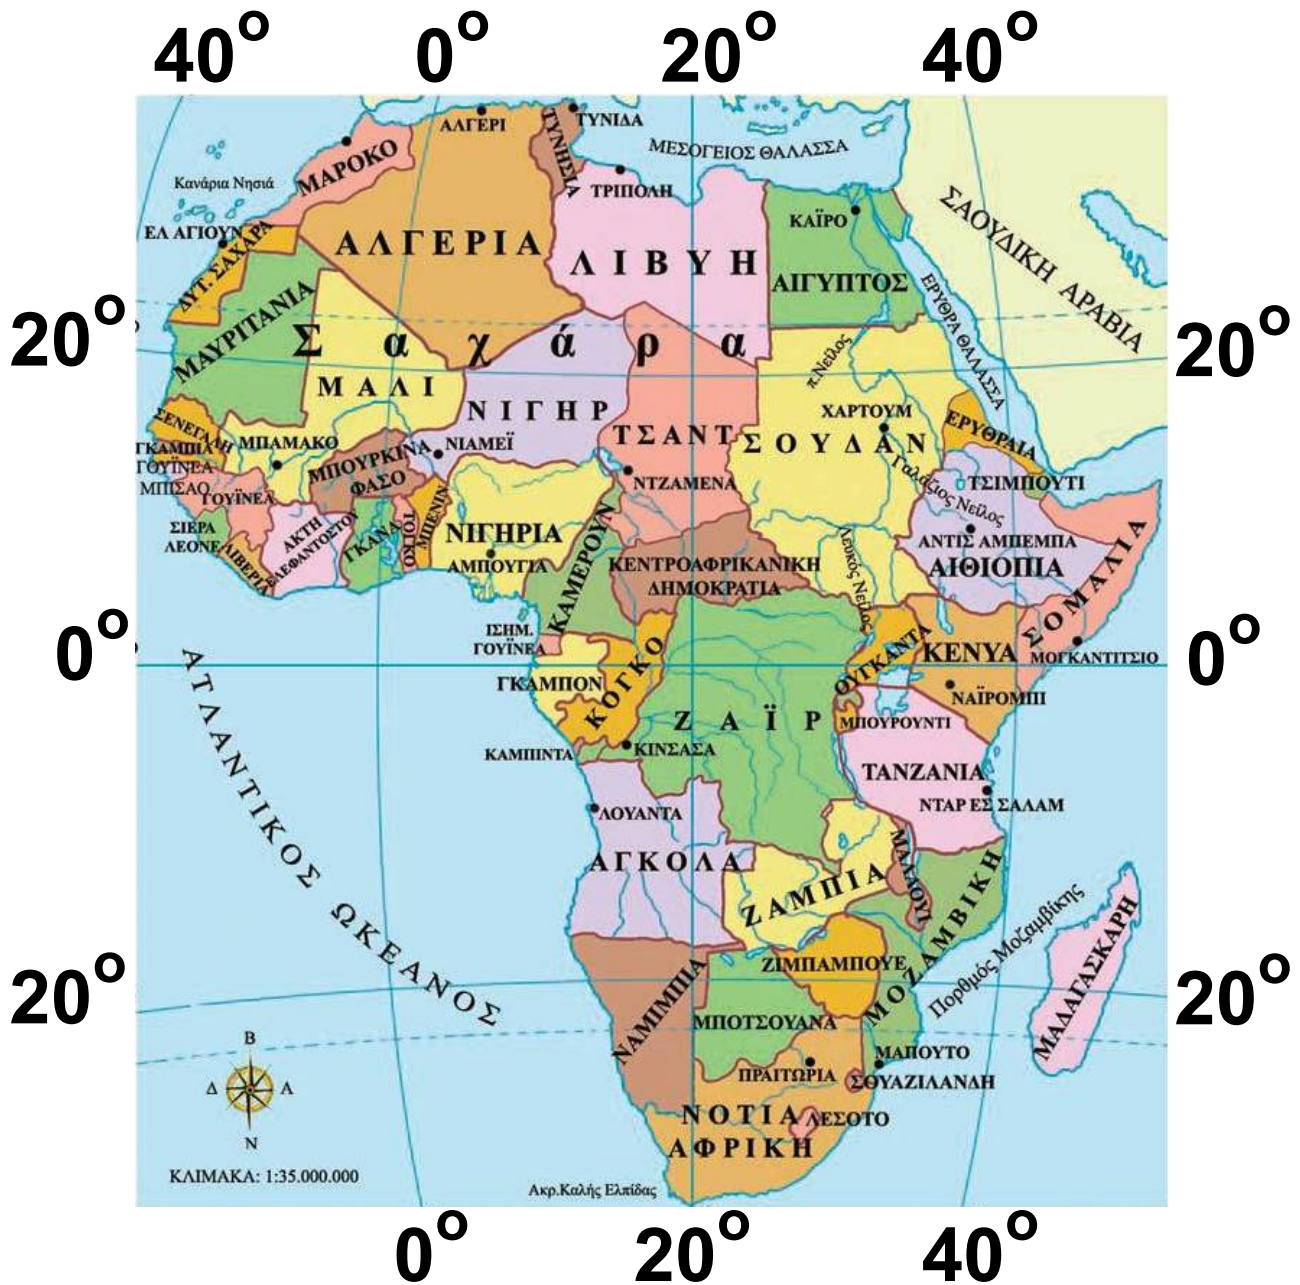 40°
0°
20°
40°
ΑΛΓΕΡΙ
ΤΥΝΙΔΑ
ΤΥΝΗΣΙΑ
ΜΕΣΟΓΕΙΟΣ ΘΑΛΑΣΣΑ
ΜΑΡΟΚΟ
Κανάρια Νησιά
ΤΡΙΠΟΛΗ
ΚΑΪΡΟ
ΣΑΟΥΔΙΚΗ ΑΡΑΒΙΑ
ΕΛ ΑΓΙΟΥΝ
ΔΥΤ. ΣΑΧΑΡΑ
ΑΛΓΕΡΙΑ
ΛΙΒΥΗ
ΑΙΓΥΠΤΟΣ
ΕΡΥΘΡΑ ΘΑΛΑΣΣΑ
20°
20°
ΜΑΥΡΙΤΑΝΙΑ
Σαχάρα
π.Νείλος
ΜΑΛΙ
ΝΙΓΗΡ
ΤΣΑΝΤ
ΣΟΥΔΑΝ
ΧΑΡΤΟΥΜ
ΕΡΥΘΡΑΙΑ
ΣΕΝΕΓΑΛΗ
ΓΚΑΜΠΙΑ
ΓΟΥΪΝΕΑ
ΜΠΙΣΑΟ
ΜΠΑΜΑΚΟ
ΝΙΑΜΕΪ
ΜΠΟΥΡΚΙΝΑ
ΦΑΣΟ
ΝΤΖΑΜΕΝΑ
Γαλάζιος Νείλος
ΤΣΙΜΠΟΥΤΙ
ΓΟΥΪΝΕΑ
ΣΙΕΡΑ
ΛΕΟΝΕ
ΛΙΒΕΡΙΑ
ΑΚΤΗ
ΕΛΕΦΑΝΤΟΣΤΟΥ
ΓΚΑΝΑ
ΤΟΓΚΟ
ΜΠΕΝΙΝ
ΝΙΓΗΡΙΑ
ΑΜΠΟΥΓΙΑ
ΚΑΜΕΡΟΥΝ
ΚΕΝΤΡΟΑΦΡΙΚΑΝΙΚΗ
ΔΗΜΟΚΡΑΤΙΑ
Λευκός Νείλος
ΑΝΤΙΣ ΑΜΠΕΜΠΑ
ΑΙΘΙΟΠΙΑ
ΣΟΜΑΛΙΑ
0°
0°
ΙΣΗΜ.
ΓΟΥΪΝΕΑ
ΓΚΑΜΠΟΝ
ΚΟΓΚΟ
ΟΥΓΚΑΝΤΑ
ΚΕΝΥΑ
ΜΟΓΚΑΝΤΙΤΣΙΟ
ΝΑΪΡΟΜΠΙ
ΖΑΪΡ
ΜΠΟΥΡΟΥΝΤΙ
ΚΑΜΠΙΝΤΑ
ΚΙΝΣΑΣΑ
ΤΑΝΖΑΝΙΑ
ΝΤΑΡ ΕΣ ΣΑΛΑΜ
ΛΟΥΑΝΤΑ
ΑΓΚΟΛΑ
ΖΑΜΠΙΑ
ΜΑΛΑΟΥΙ
ΑΤΛΑΝΤΙΚΟΣ ΩΚΕΑΝΟΣ
ΜΟΖΑΜΒΙΚΗ
Πορθμός Μοζαμβίκης
ΜΑΔΑΓΑΣΚΑΡΗ
20°
20°
ΖΙΜΠΑΜΠΟΥΕ
ΝΑΜΙΜΠΙΑ
ΜΠΟΤΣΟΥΑΝΑ
ΜΑΠΟΥΤΟ
ΠΡΑΙΤΩΡΙΑ
ΣΟΥΑΖΙΛΑΝΔΗ
Β
Δ
Α
Ν
ΝΟΤΙΑ
ΑΦΡΙΚΗ
ΛΕΣΟΤΟ
ΚΛΙΜΑΚΑ: 1:35.000.000
Ακρ.Καλής Ελπίδας
0°
20°
40°